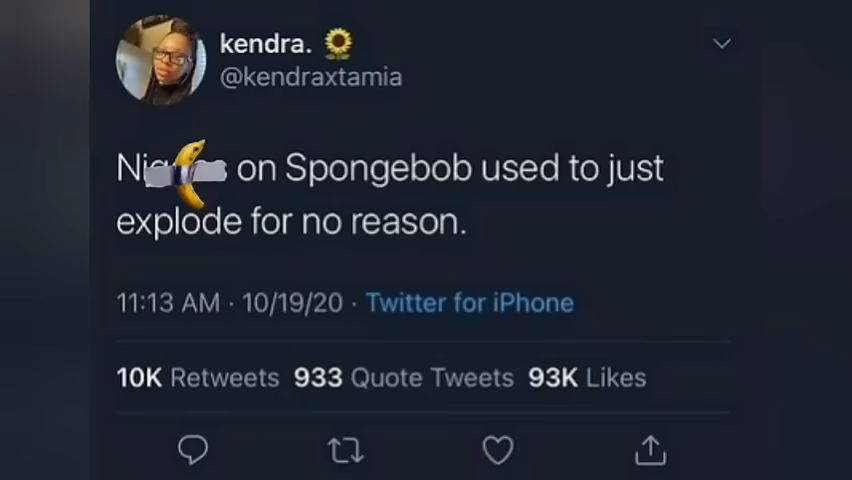 kendra. 🌻
@kendraxtamia
on Spongebob used to just
explode for no reason.
11:13 AM · 10/19/20 · Twitter for iPhone
10K Retweets 933 Quote Tweets 93K Likes